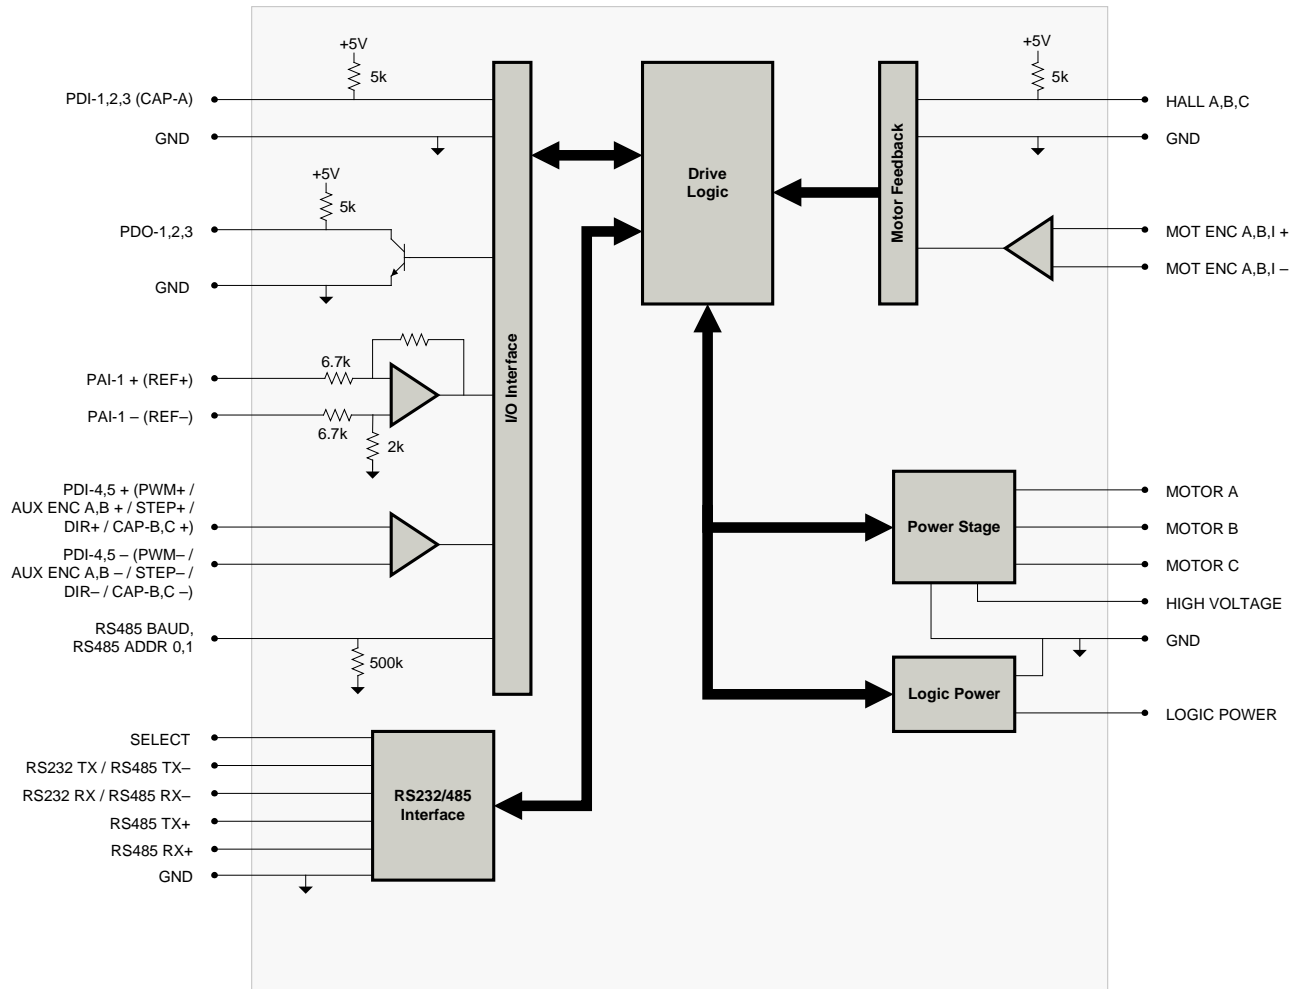 +5V
5k
PDI-1,2,3 (CAP-A)
GND
+5V
5k
PDO-1,2,3
GND
6.7k
PAI-1 + (REF+)
PAI-1 – (REF–)
6.7k
2k
PDI-4,5 + (PWM+ /
AUX ENC A,B + / STEP+ /
DIR+ / CAP-B,C +)
PDI-4,5 – (PWM– /
AUX ENC A,B – / STEP– /
DIR– / CAP-B,C –)
RS485 BAUD,
RS485 ADDR 0,1
500k
I/O Interface
SELECT
RS232 TX / RS485 TX–
RS232 RX / RS485 RX–
RS485 TX+
RS485 RX+
GND
RS232/485
Interface
Drive
Logic
Motor Feedback
+5V
5k
HALL A,B,C
GND
MOT ENC A,B,I +
MOT ENC A,B,I –
Power Stage
MOTOR A
MOTOR B
MOTOR C
HIGH VOLTAGE
GND
Logic Power
LOGIC POWER